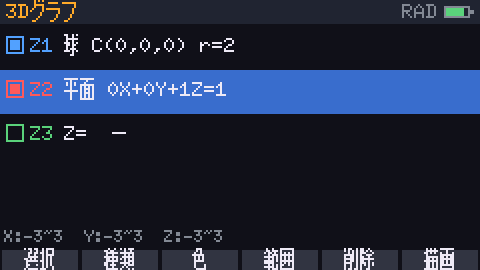 3Dグラフ RAD
Z1 球 C(0,0,0) r=2
Z2 平面 0X+0Y+1Z=1
Z3 Z= —
X:-3~3 Y:-3~3 Z:-3~3
選択 種類 色 範囲 削除 描画